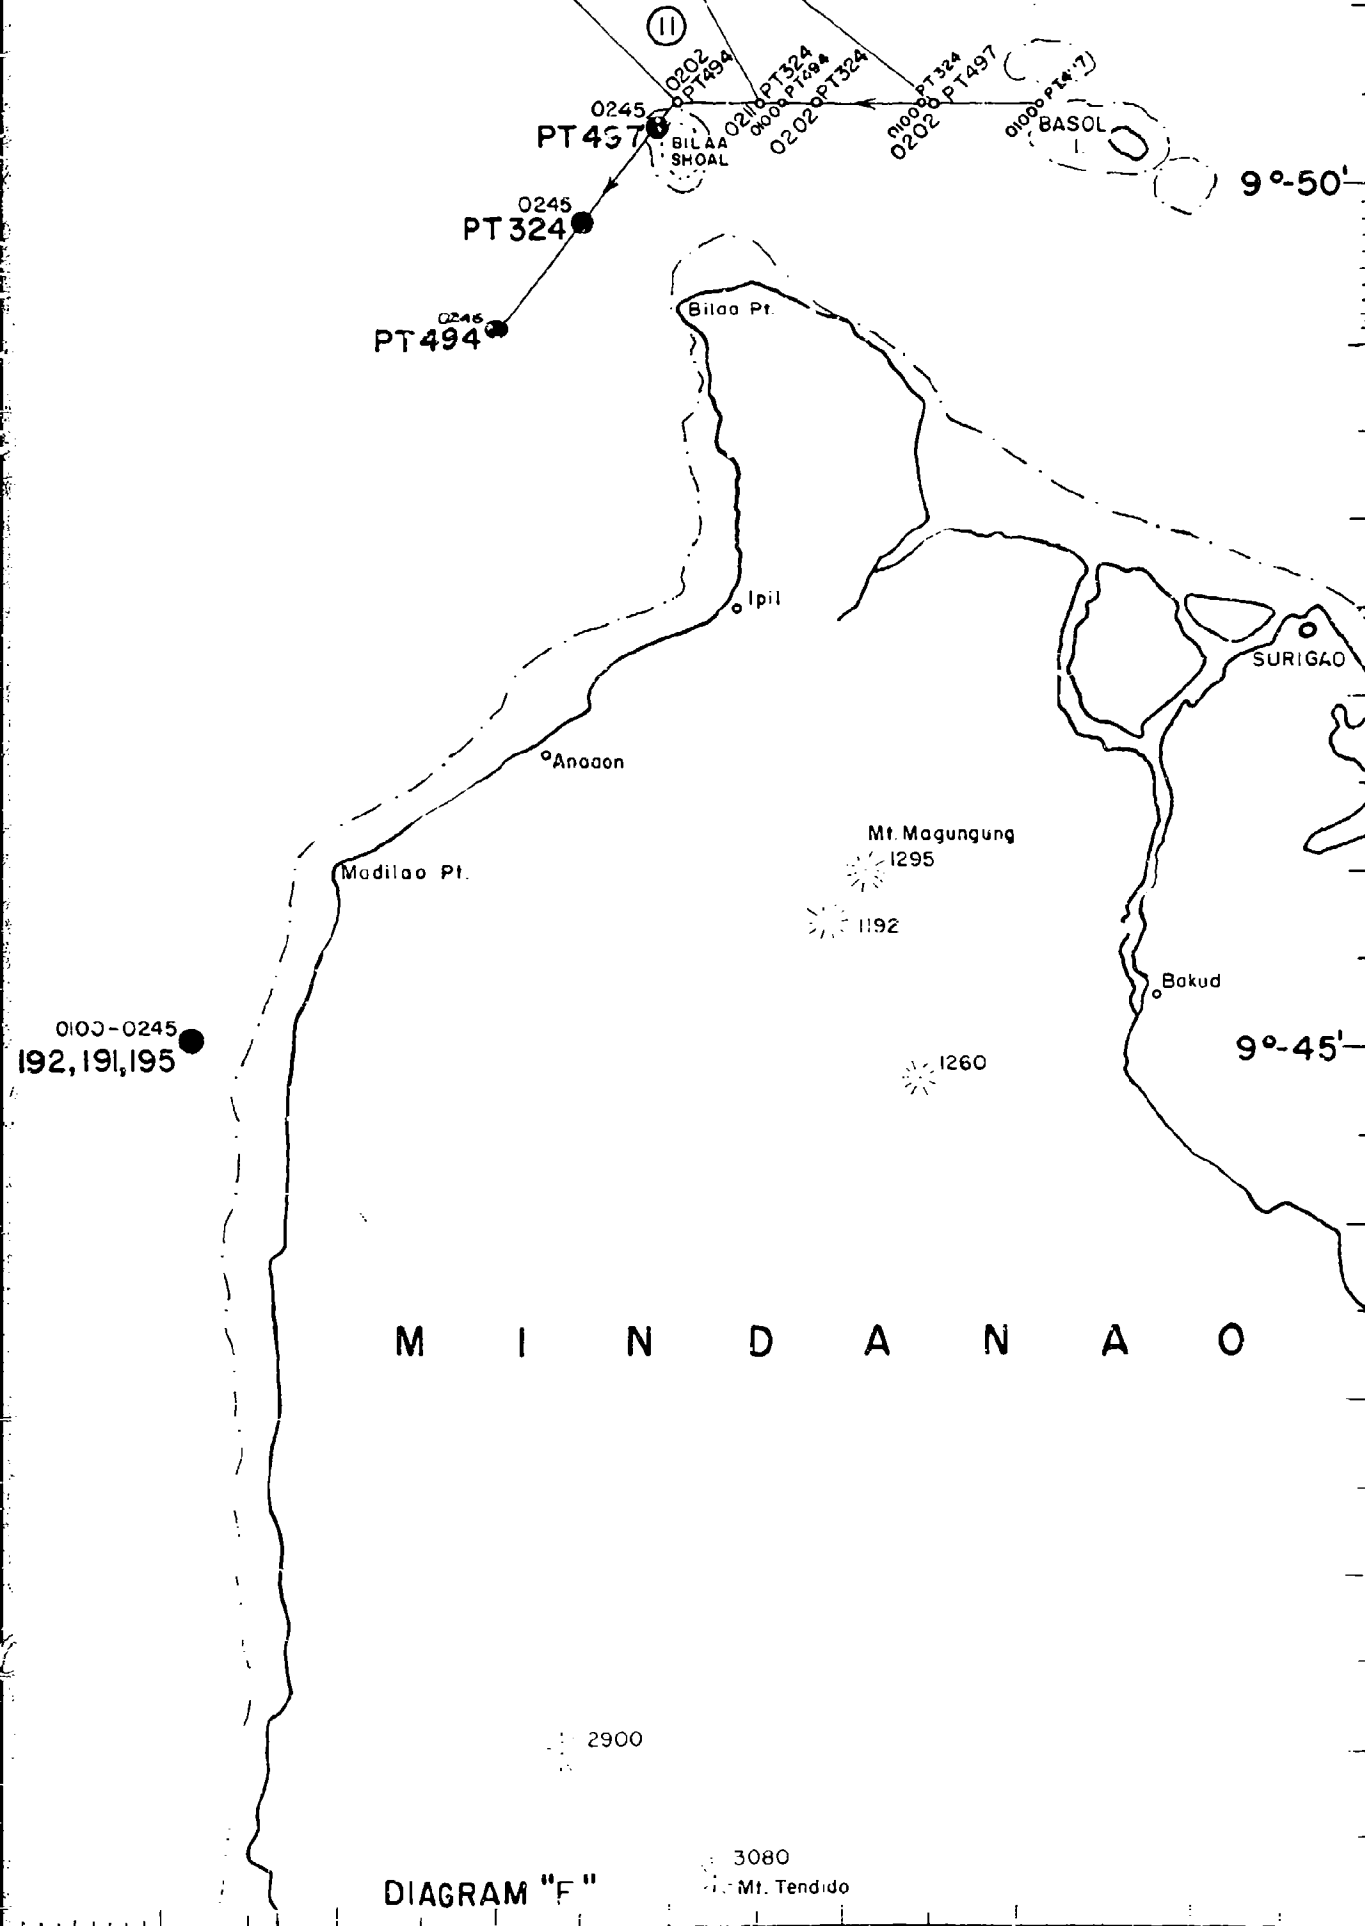 11
0202
PT494
0211
PT324
0100
PT494
0202
PT324
0100
PT324
0202
PT497
0100
BASOL
I.
0245
PT497
BILAA
SHOAL
9°-50'
0245
PT324
0246
PT494
Bilaa Pt.
Ipil
SURIGAO
Anaaon
Mt. Magungung
1295
Madilao Pt.
1192
Bakud
0100-0245
192,191,195
9°-45'
1260
MINDANAO
2900
3080
Mt. Tendido
DIAGRAM "F"